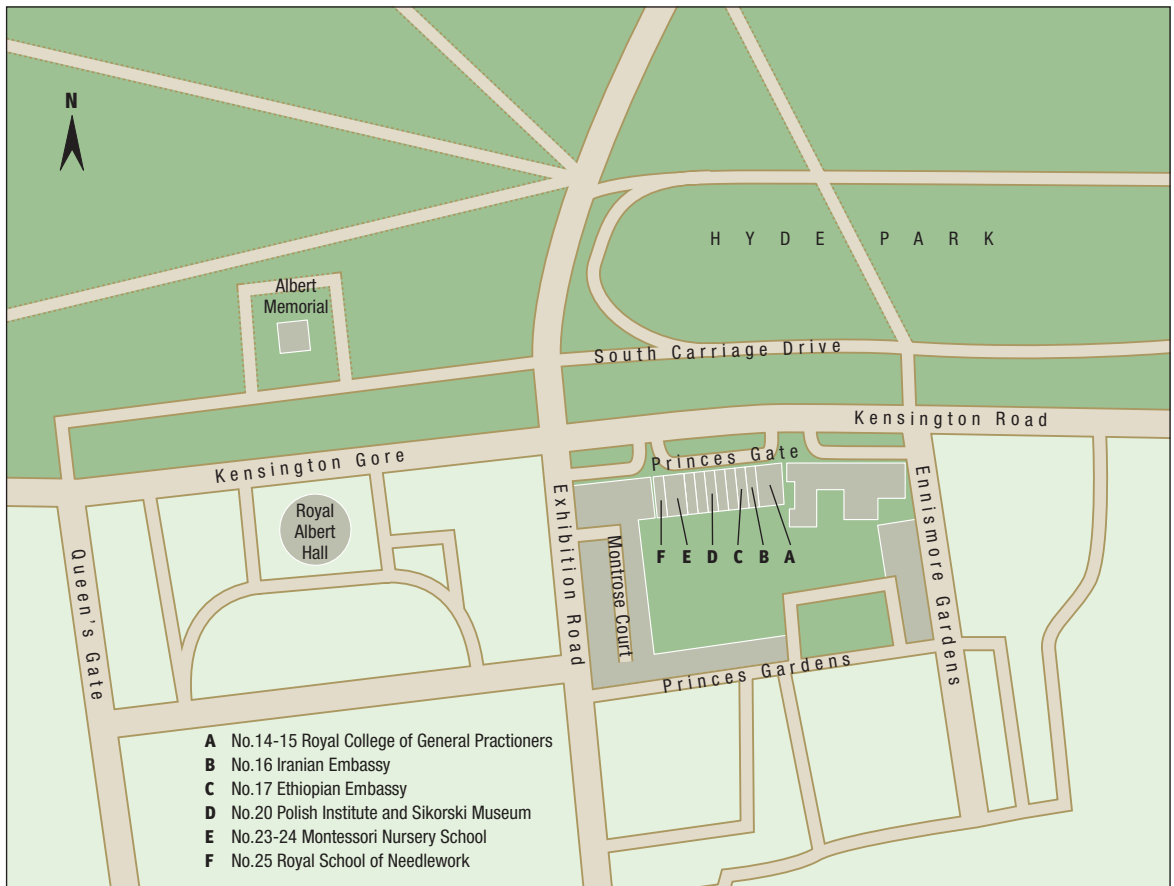 N
HYDE PARK
Albert
Memorial
South Carriage Drive
Kensington Road
Kensington Gore
Princes Gate
Royal
Albert
Hall
Exhibition Road
Montrose Court
F E D C B A
Ennismore Gardens
Queen's Gate
Princes Gardens
A No.14-15 Royal College of General Practioners
B No.16 Iranian Embassy
C No.17 Ethiopian Embassy
D No.20 Polish Institute and Sikorski Museum
E No.23-24 Montessori Nursery School
F No.25 Royal School of Needlework